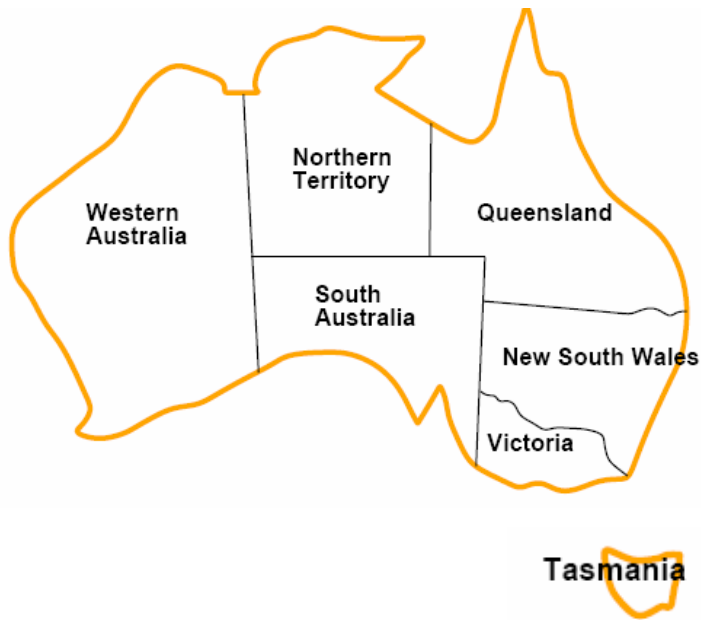 Northern
Territory
Western
Australia
Queensland
South
Australia
New South Wales
Victoria
Tasmania